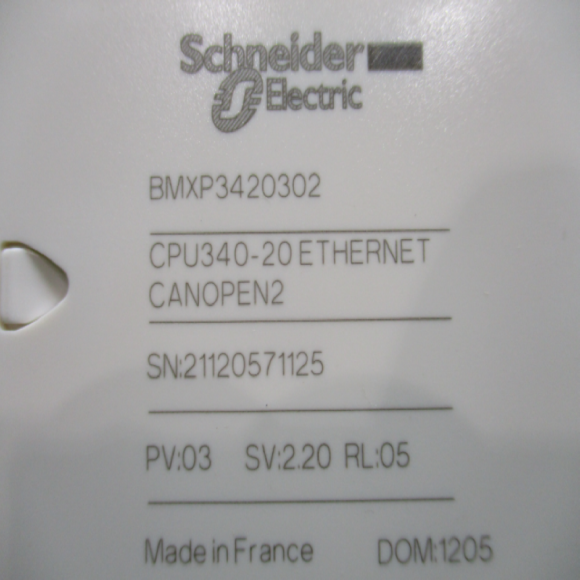 Schneider
Electric
BMXP3420302
CPU340-20 ETHERNET
CANOPEN2
SN:21120571125
PV:03 SV:2.20 RL:05
Made in France DOM:1205